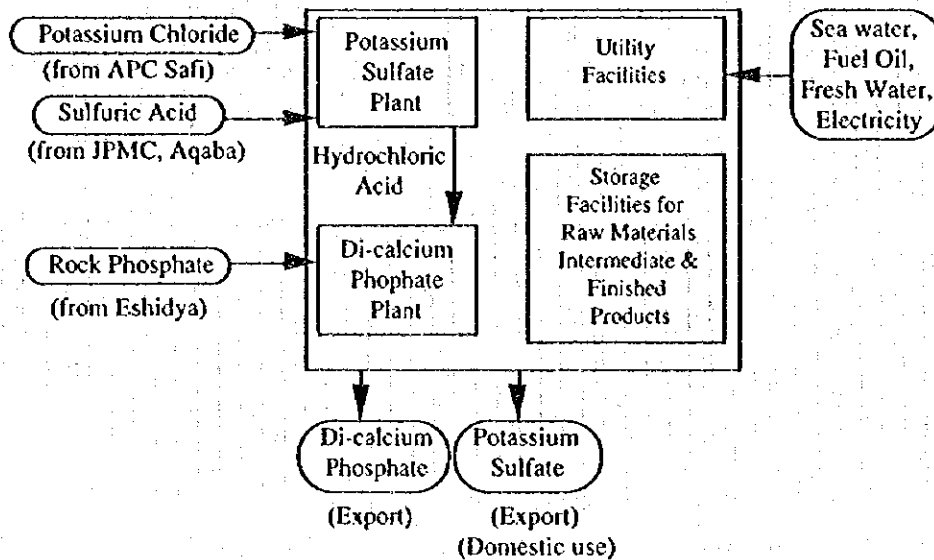 Potassium Chloride
(from APC Safi)
Sulfuric Acid
(from JPMC, Aqaba)
Rock Phosphate
(from Eshidya)
Potassium
Sulfate
Plant
Hydrochloric
Acid
Di-calcium
Phophate
Plant
Utility
Facilities
Storage
Facilities for
Raw Materials
Intermediate &
Finished
Products
Sea water,
Fuel Oil,
Fresh Water,
Electricity
Di-calcium
Phosphate
(Export)
Potassium
Sulfate
(Export)
(Domestic use)